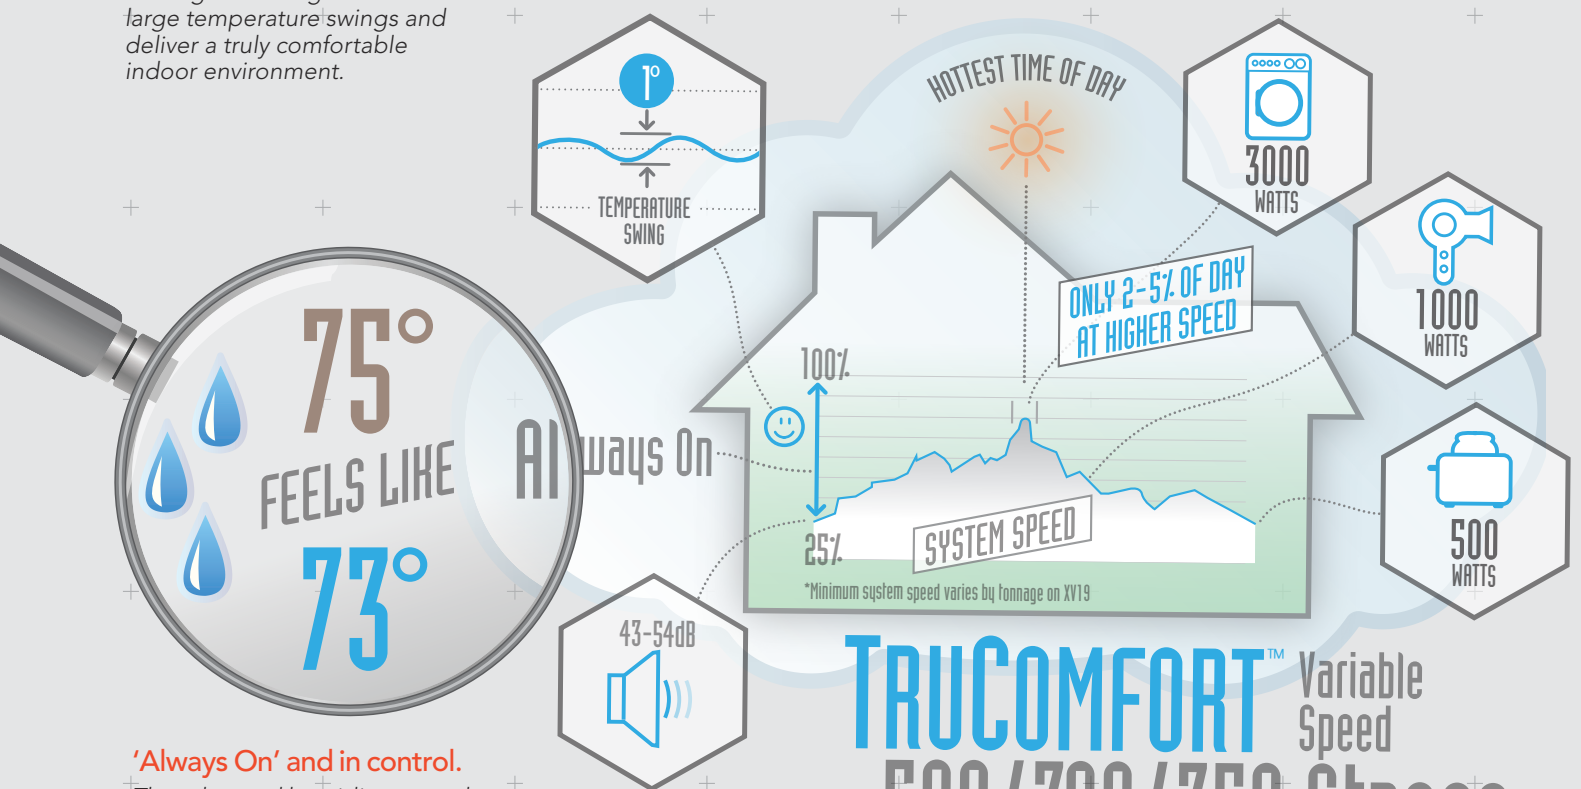 large temperature swings and
deliver a truly comfortable
indoor environment.
1°
TEMPERATURE
SWING
HOTTEST TIME OF DAY
3000
WATTS
1000
WATTS
500
WATTS
ONLY 2-5% OF DAY
AT HIGHER SPEED
75°
FEELS LIKE
73°
Always On
100%
25%
SYSTEM SPEED
*Minimum system speed varies by tonnage on XV19
43-54dB
TRUCOMFORT™
Variable
Speed
'Always On' and in control.